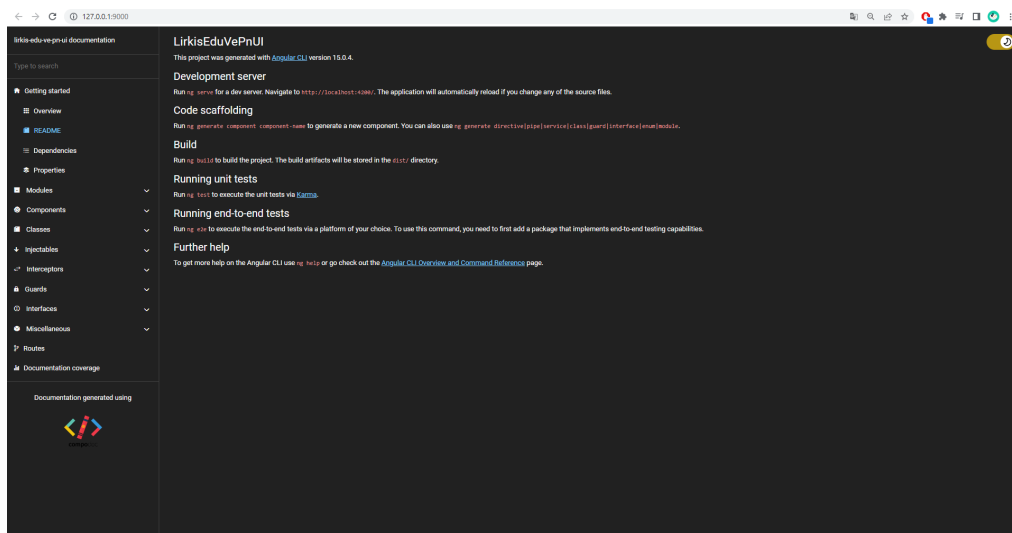 127.0.0.1:9000
lirkis-edu-ve-pn-ui documentation
Type to search
Getting started
Overview
README
Dependencies
Properties
Modules
Components
Classes
Injectables
Interceptors
Guards
Interfaces
Miscellaneous
Routes
Documentation coverage
Documentation generated using
LirkisEduVePnUI
This project was generated with Angular CLI version 15.0.4.
Development server
Run ng serve for a dev server. Navigate to http://localhost:4200/. The application will automatically reload if you change any of the source files.
Code scaffolding
Run ng generate component component-name to generate a new component. You can also use ng generate directive|pipe|service|class|guard|interface|enum|module.
Build
Run ng build to build the project. The build artifacts will be stored in the dist/ directory.
Running unit tests
Run ng test to execute the unit tests via Karma.
Running end-to-end tests
Run ng e2e to execute the end-to-end tests via a platform of your choice. To use this command, you need to first add a package that implements end-to-end testing capabilities.
Further help
To get more help on the Angular CLI use ng help or go check out the Angular CLI Overview and Command Reference page.